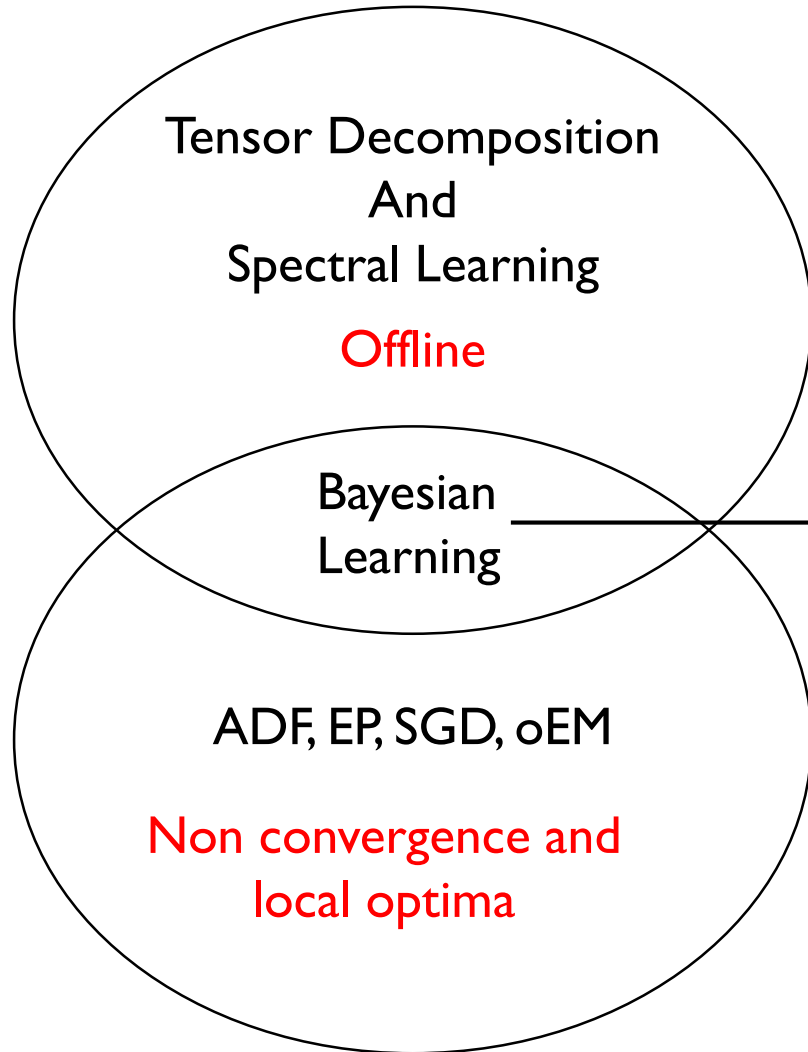 Tensor Decomposition
And
Spectral Learning
Offline
Bayesian
Learning
ADF, EP, SGD, oEM
Non convergence and
local optima